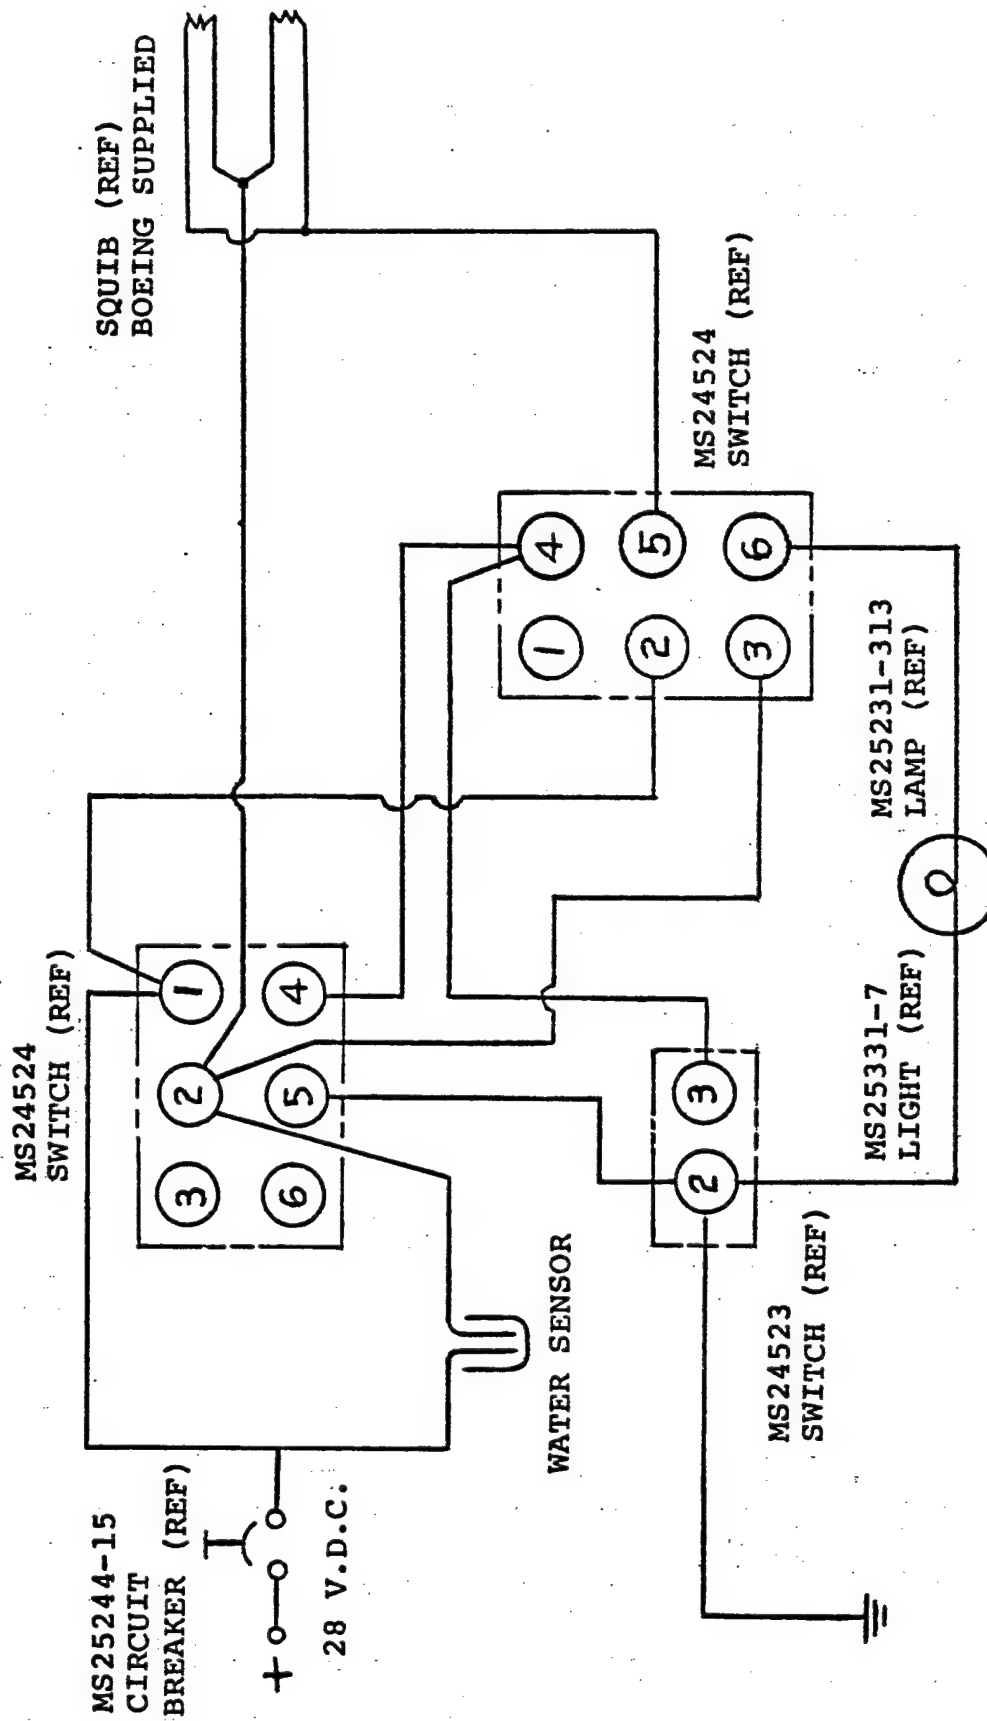 MS25244-15
CIRCUIT
BREAKER (REF)
+
28 V.D.C.
MS24524
SWITCH (REF)
3
2
1
6
5
4
WATER SENSOR
SQUIB (REF)
BOEING SUPPLIED
MS24523
SWITCH (REF)
2
3
MS24524
SWITCH (REF)
1
4
2
5
3
6
MS25331-7
LIGHT (REF)
MS25231-313
LAMP (REF)